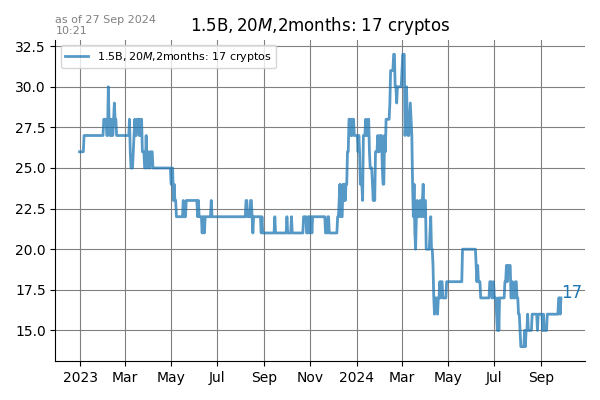 as of 27 Sep 2024
10:21
1.5B, 20M,2months: 17 cryptos
1.5B, 20M,2months: 17 cryptos
32.5
30.0
27.5
25.0
22.5
20.0
17.5
15.0
17
2023 Mar May Jul Sep Nov 2024 Mar May Jul Sep